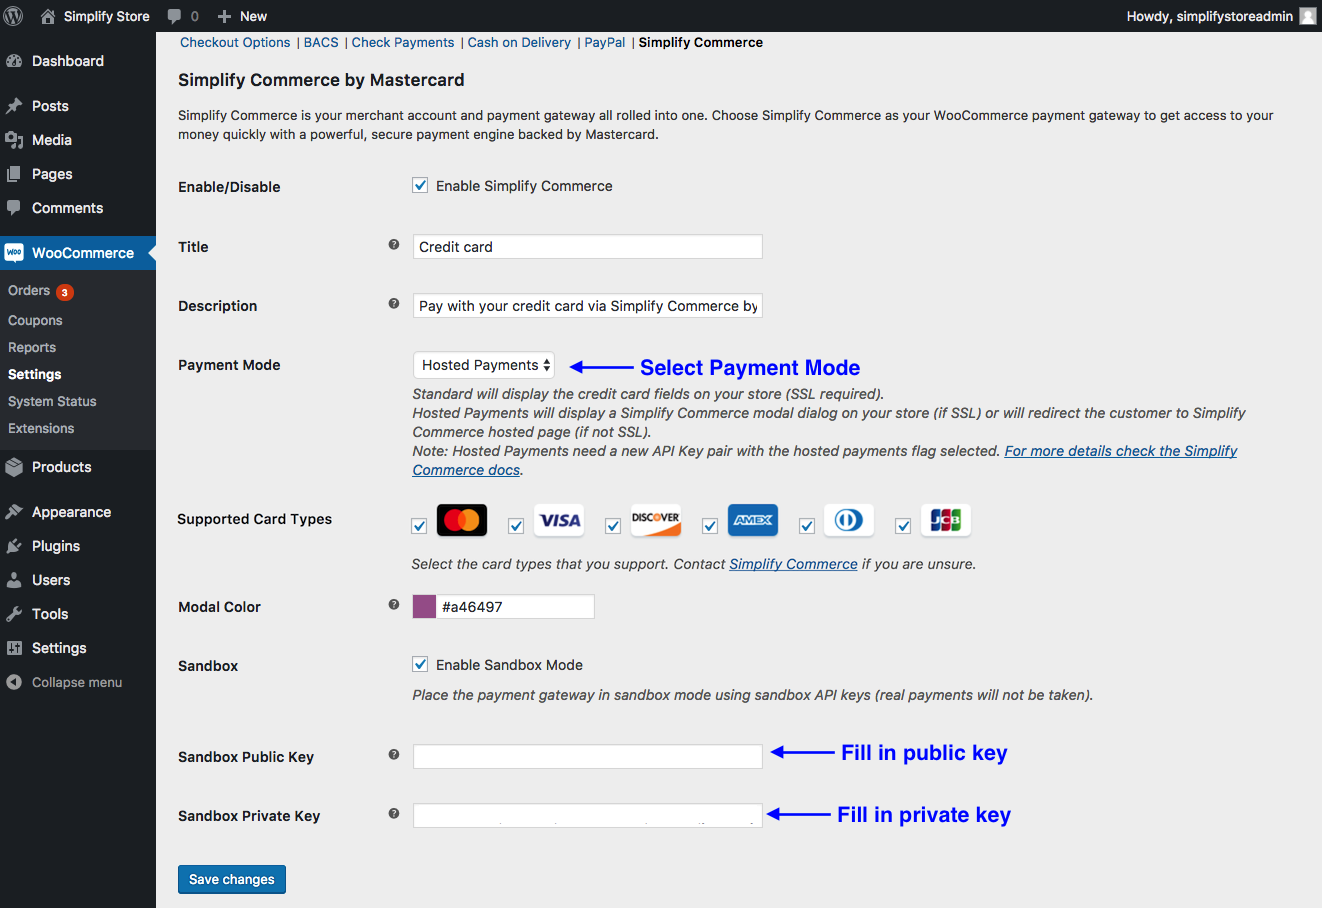 Simplify Store 0 New Howdy, simplifystoreadmin
Dashboard
Posts
Media
Pages
Comments
WooCommerce
Orders 3
Coupons
Reports
Settings
System Status
Extensions
Products
Appearance
Plugins
Users
Tools
Settings
Collapse menu
Checkout Options | BACS | Check Payments | Cash on Delivery | PayPal | Simplify Commerce
Simplify Commerce by Mastercard
Simplify Commerce is your merchant account and payment gateway all rolled into one. Choose Simplify Commerce as your WooCommerce payment gateway to get access to your
money quickly with a powerful, secure payment engine backed by Mastercard.
Enable/Disable Enable Simplify Commerce
Title ? Credit card
Description ? Pay with your credit card via Simplify Commerce by
Payment Mode Hosted Payments Select Payment Mode
Standard will display the credit card fields on your store (SSL required).
Hosted Payments will display a Simplify Commerce modal dialog on your store (if SSL) or will redirect the customer to Simplify
Commerce hosted page (if not SSL).
Note: Hosted Payments need a new API Key pair with the hosted payments flag selected. For more details check the Simplify
Commerce docs.
Supported Card Types VISA DISCOVER AMEX JCB
Select the card types that you support. Contact Simplify Commerce if you are unsure.
Modal Color ? #a46497
Sandbox Enable Sandbox Mode
Place the payment gateway in sandbox mode using sandbox API keys (real payments will not be taken).
Sandbox Public Key ? Fill in public key
Sandbox Private Key ? Fill in private key
Save changes